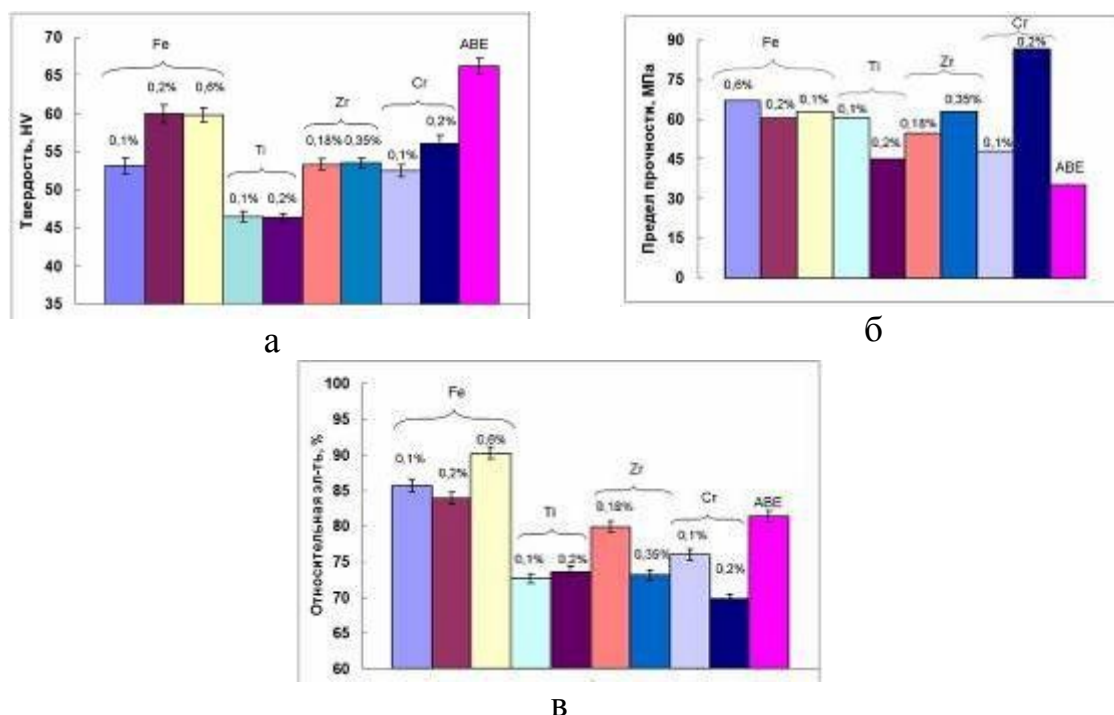 Твердость, HV
70
65
60
55
50
45
40
35
Fe
0,1%
0,2%
0,6%
Ti
0,1%
0,2%
Zr
0,18%
0,35%
Cr
0,1%
0,2%
АВЕ
а
Предел прочности, МПа
90
75
60
45
30
15
0
Fe
0,6%
0,2%
0,1%
Ti
0,1%
0,2%
Zr
0,18%
0,35%
Cr
0,1%
0,2%
АВЕ
б
Относительная эл-ть, %
100
95
90
85
80
75
70
65
60
Fe
0,1%
0,2%
0,6%
Ti
0,1%
0,2%
Zr
0,18%
0,35%
Cr
0,1%
0,2%
АВЕ
в